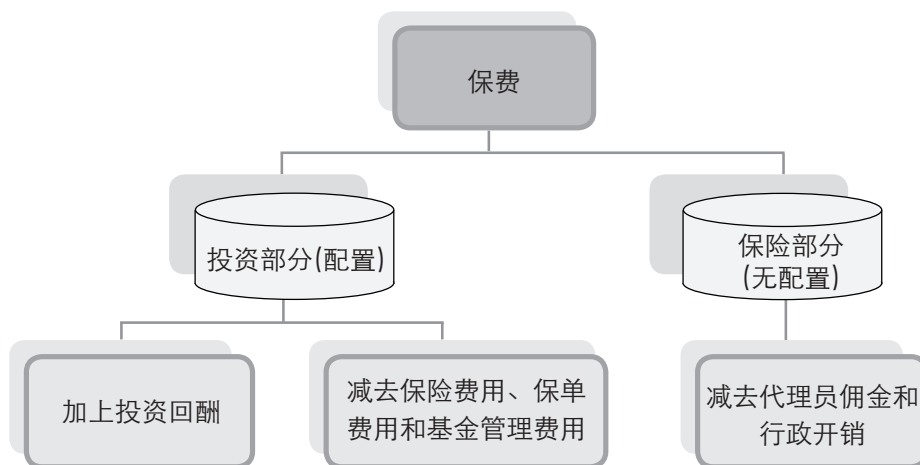 保费
投资部分(配置)
保险部分
(无配置)
加上投资回酬
减去保险费用、保单
费用和基金管理费用
减去代理员佣金和
行政开销